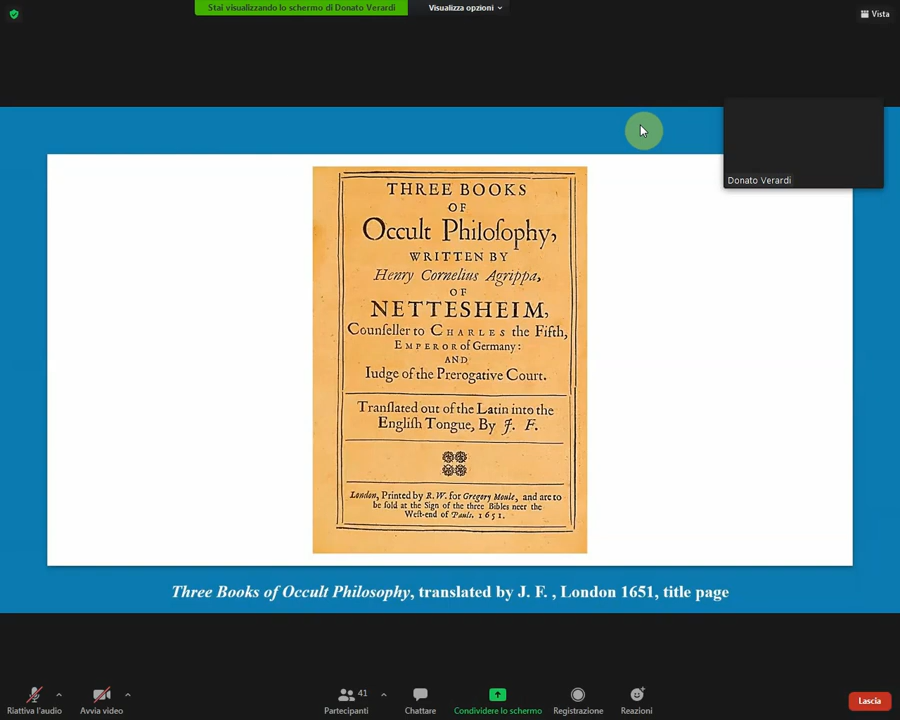 Stai visualizzando lo schermo di Donato Verardi
Visualizza opzioni
Vista
Donato Verardi
THREE BOOKS
OF
Occult Philoſophy,
WRITTEN BY
Henry Cornelius Agrippa,
OF
NETTESHEIM,
Counſeller to CHARLES the Fifth,
EMPEROR of Germany:
AND
Iudge of the Prerogative Court.
Tranſlated out of the Latin into the
Engliſh Tongue, By J. F.
London, Printed by R. W. for Gregory Moule, and are to
be ſold at the Sign of the three Bibles neer the
Weſt-end of Pauls. 1651.
Three Books of Occult Philosophy, translated by J. F. , London 1651, title page
Riattiva l'audio
Avvia video
41
Partecipanti
Chattare
Condividere lo schermo
Registrazione
Reazioni
Lascia